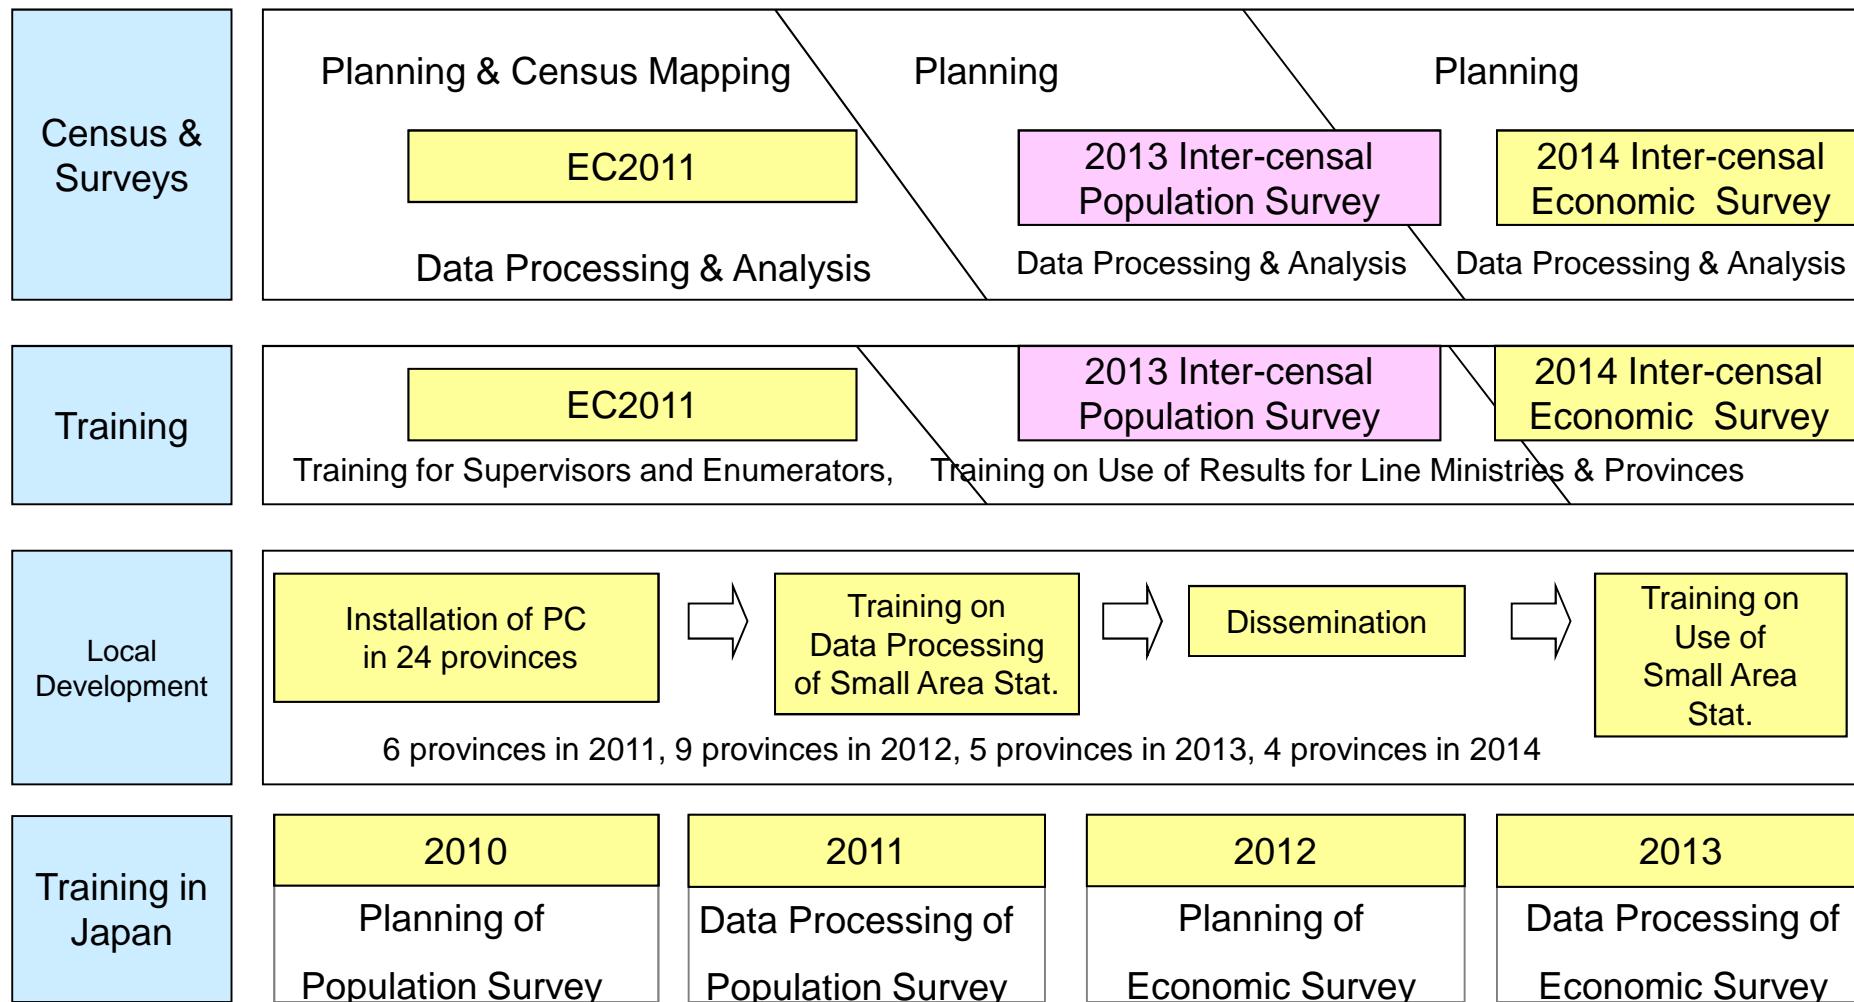 Census &
Surveys
Planning & Census Mapping
Planning
Planning
EC2011
2013 Inter-censal
Population Survey
2014 Inter-censal
Economic Survey
Data Processing & Analysis
Data Processing & Analysis
Data Processing & Analysis
Training
EC2011
2013 Inter-censal
Population Survey
2014 Inter-censal
Economic Survey
Training for Supervisors and Enumerators,
Training on Use of Results for Line Ministries & Provinces
Local
Development
Installation of PC
in 24 provinces
Training on
Data Processing
of Small Area Stat.
Dissemination
Training on
Use of
Small Area
Stat.
6 provinces in 2011, 9 provinces in 2012, 5 provinces in 2013, 4 provinces in 2014
Training in
Japan
2010
Planning of
Population Survey
2011
Data Processing of
Population Survey
2012
Planning of
Economic Survey
2013
Data Processing of
Economic Survey